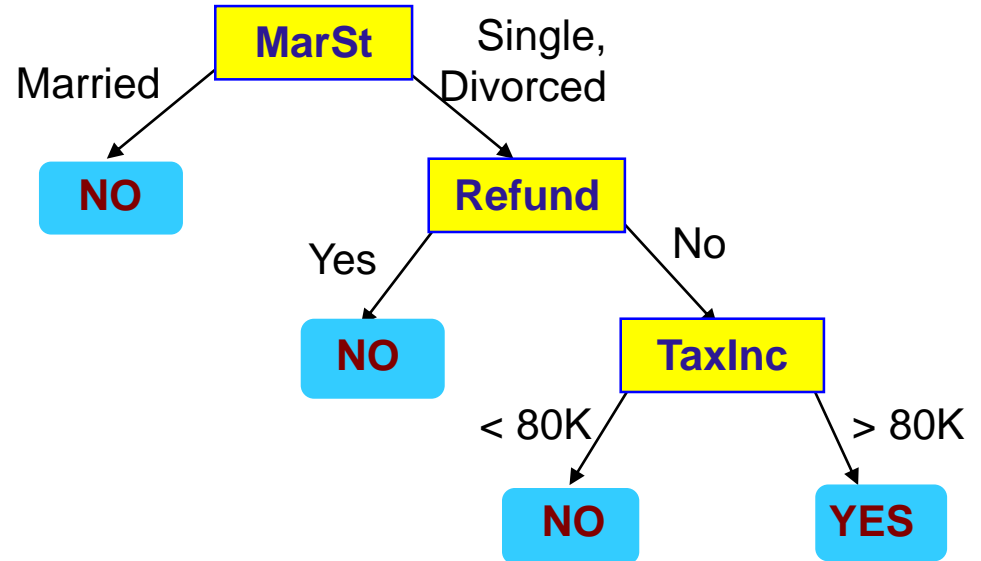 MarSt
Single,
Divorced
Married
NO
Refund
Yes
No
NO
TaxInc
< 80K
> 80K
NO
YES